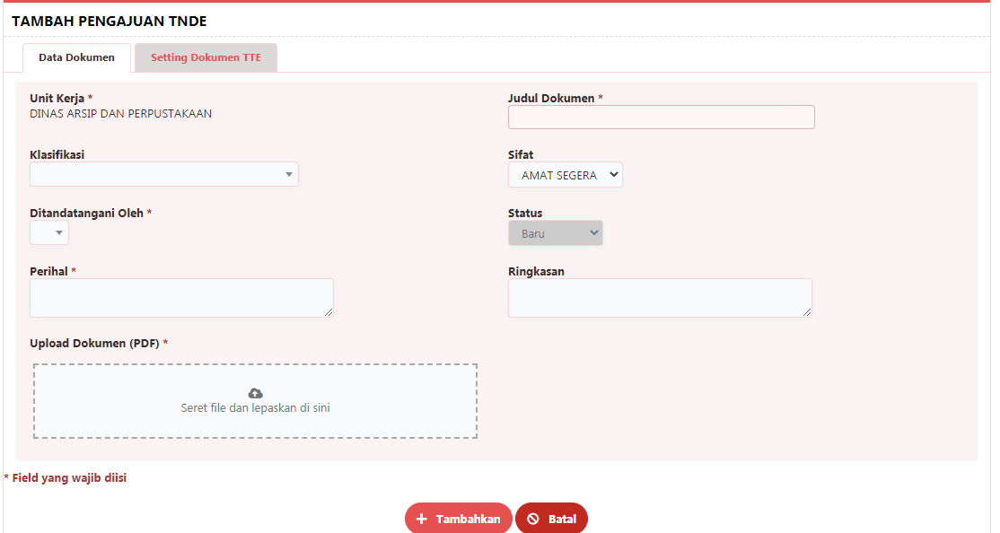 TAMBAH PENGAJUAN TNDE
Data Dokumen
Setting Dokumen TTE
Unit Kerja *
DINAS ARSIP DAN PERPUSTAKAAN
Judul Dokumen *
Klasifikasi
Sifat
AMAT SEGERA
Ditandatangani Oleh *
Status
Baru
Perihal *
Ringkasan
Upload Dokumen (PDF) *
Seret file dan lepaskan di sini
* Field yang wajib diisi
Tambahkan
Batal